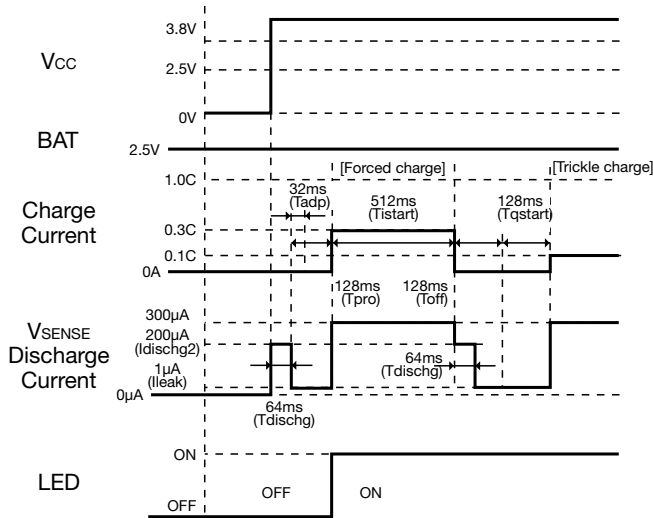 3.8V
VCC
2.5V
0V
BAT
2.5V
[Forced charge]
[Trickle charge]
1.0C
32ms
(Tadp)
512ms
(Tistart)
128ms
(Tqstart)
Charge
Current
0.3C
0.1C
0A
128ms
(Tpro)
128ms
(Toff)
300µA
VSENSE
Discharge
Current
200µA
(Idischg2)
1µA
(Ileak)
0µA
64ms
(Tdischg)
64ms
(Tdischg)
LED
ON
OFF
OFF
ON